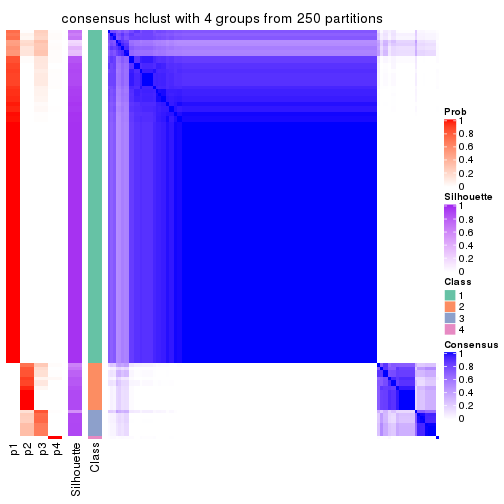 consensus hclust with 4 groups from 250 partitions
Prob
1
0.8
0.6
0.4
0.2
0
Silhouette
1
0.8
0.6
0.4
0.2
0
Class
1
2
3
4
Consensus
1
0.8
0.6
0.4
0.2
0
p1
p2
p3
p4
Silhouette
Class